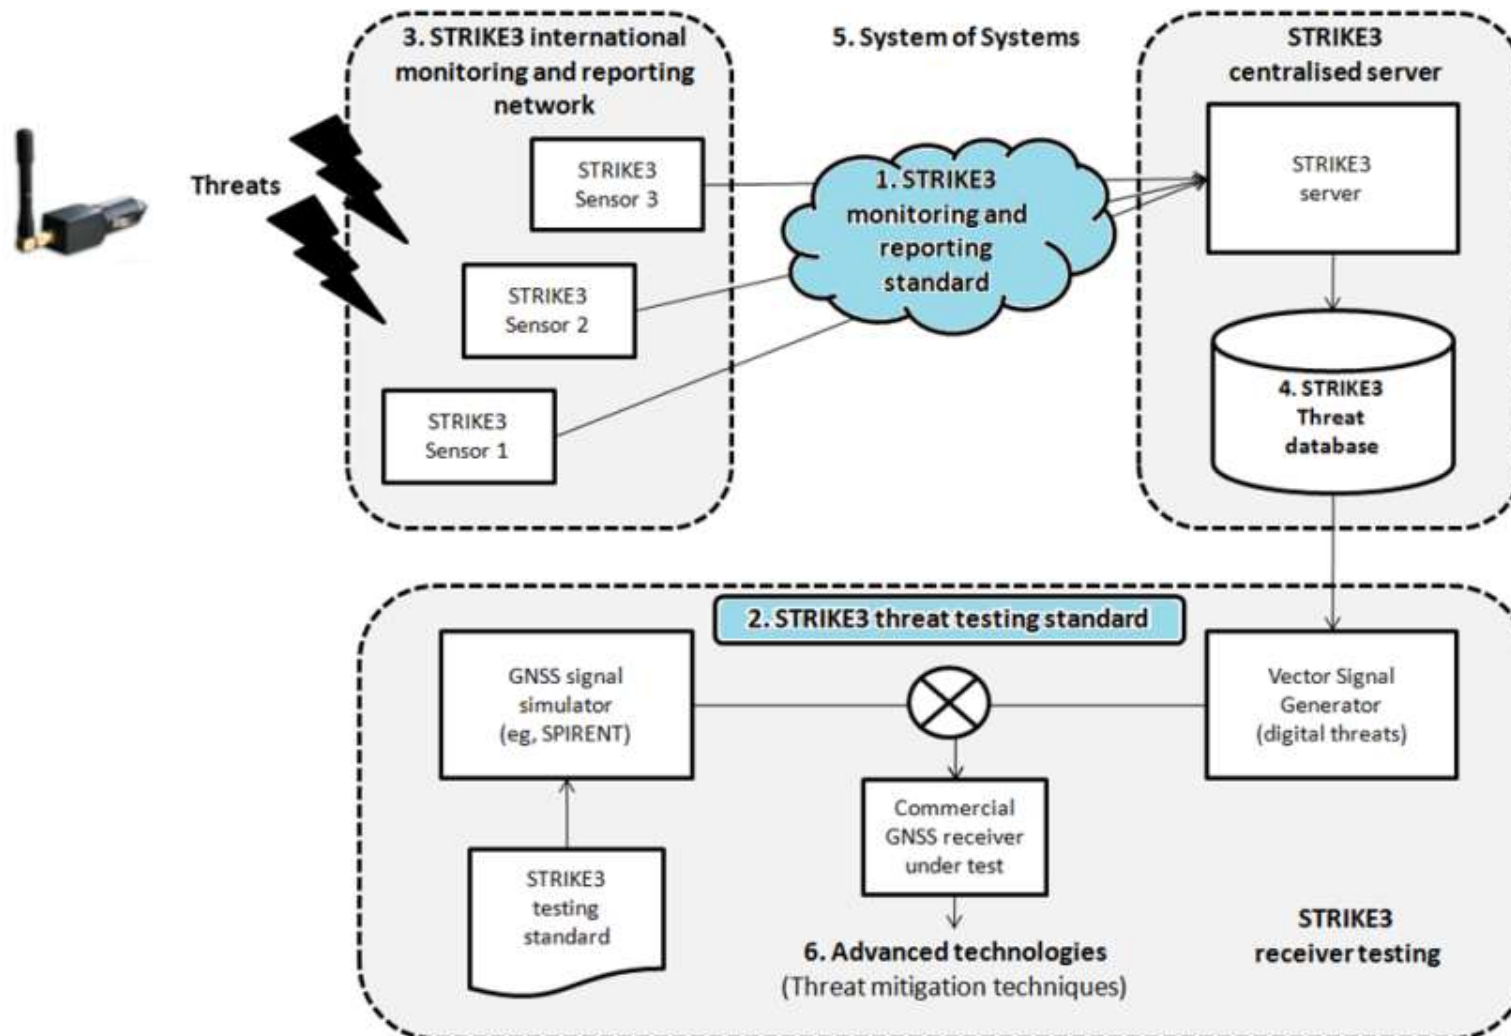 3. STRIKE3 international
monitoring and reporting
network
5. System of Systems
STRIKE3
centralised server
Threats
STRIKE3
Sensor 3
1. STRIKE3
monitoring and
reporting
standard
STRIKE3
server
STRIKE3
Sensor 2
4. STRIKE3
Threat
database
STRIKE3
Sensor 1
2. STRIKE3 threat testing standard
GNSS signal
simulator
(eg, SPIRENT)
Vector Signal
Generator
(digital threats)
Commercial
GNSS receiver
under test
STRIKE3
testing
standard
6. Advanced technologies
(Threat mitigation techniques)
STRIKE3
receiver testing